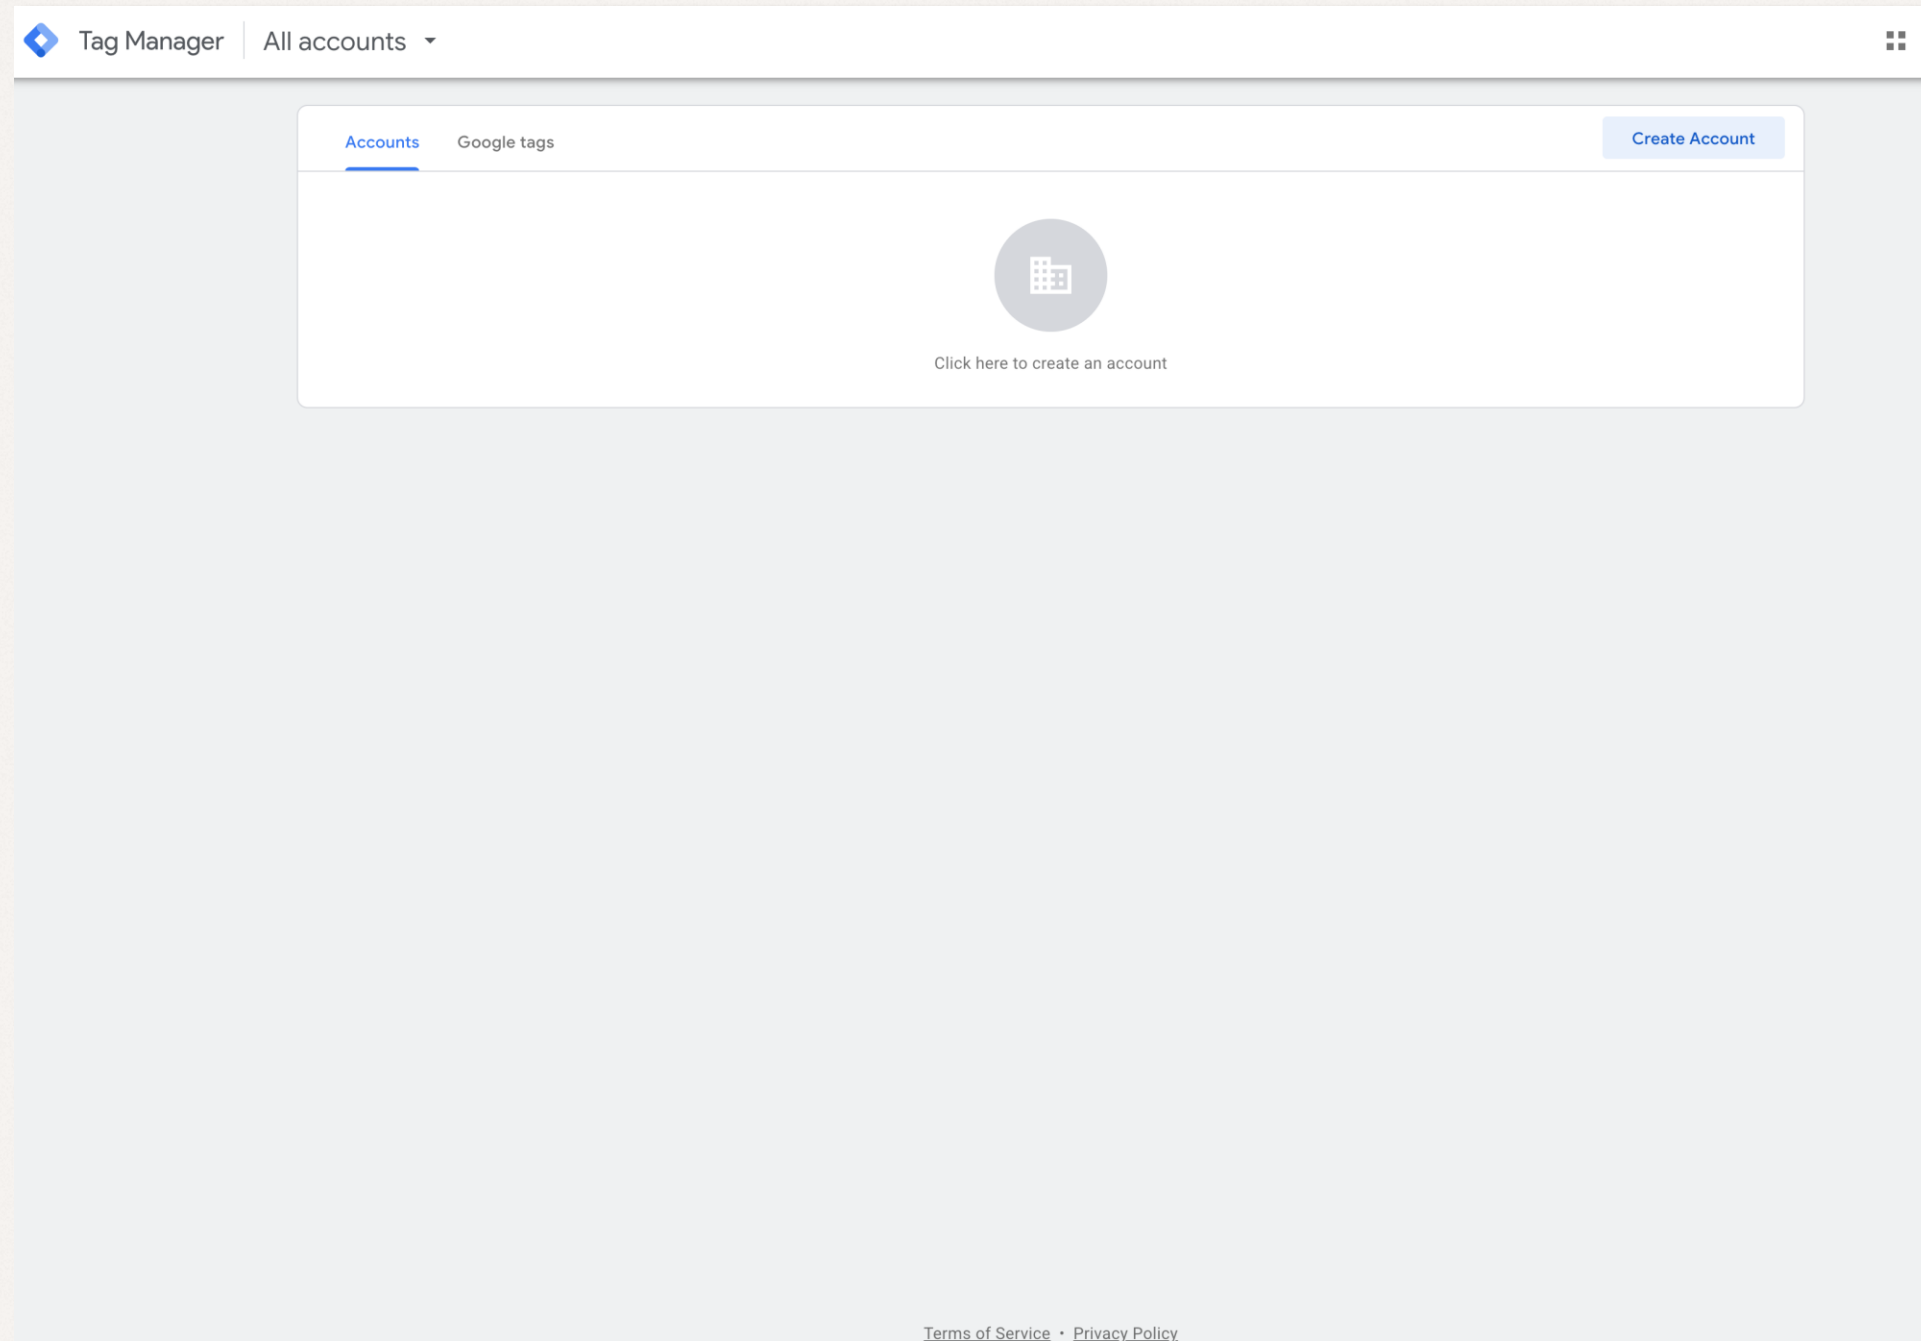 Tag Manager All accounts
Accounts Google tags Create Account
Click here to create an account
Terms of Service • Privacy Policy